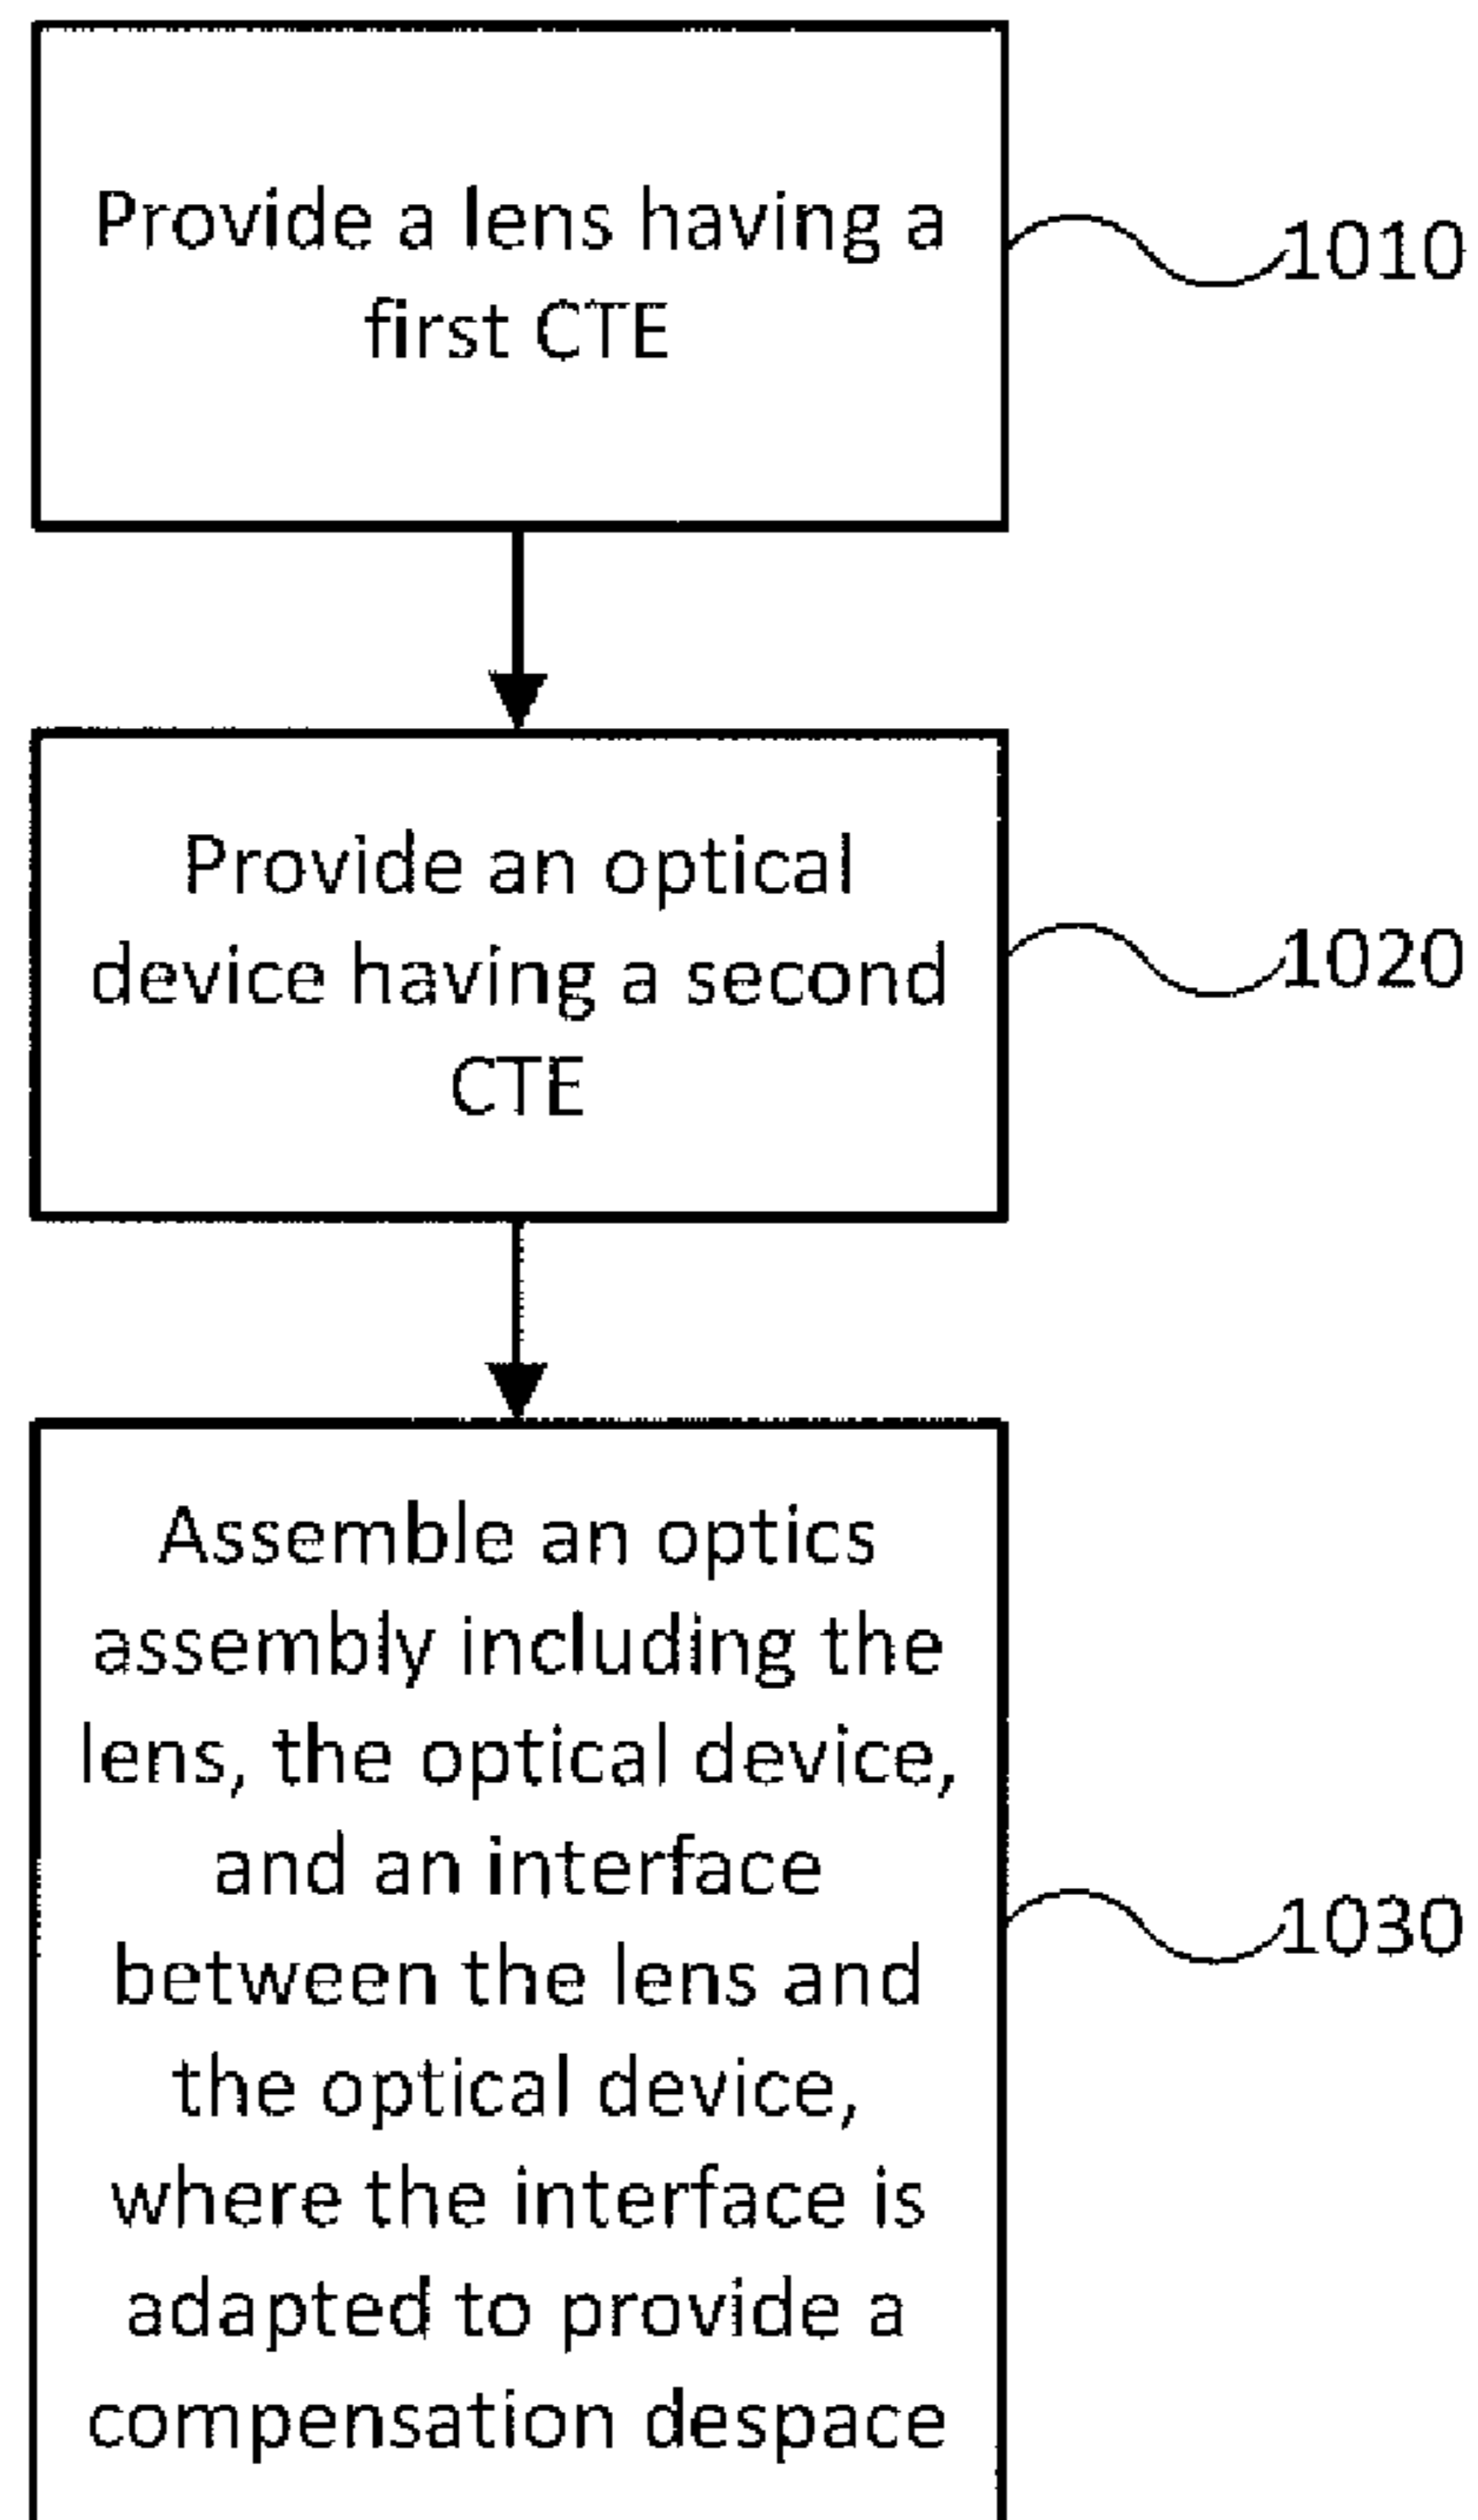 Provide a lens having a
first CTE
1010
Provide an optical
device having a second
CTE
1020
Assemble an optics
assembly including the
lens, the optical device,
and an interface
between the lens and
the optical device,
where the interface is
adapted to provide a
compensation despace
1030